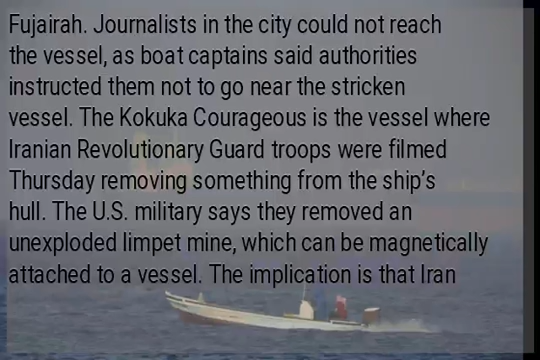 Fujairah. Journalists in the city could not reach
the vessel, as boat captains said authorities
instructed them not to go near the stricken
vessel. The Kokuka Courageous is the vessel where
Iranian Revolutionary Guard troops were filmed
Thursday removing something from the ship’s
hull. The U.S. military says they removed an
unexploded limpet mine, which can be magnetically
attached to a vessel. The implication is that Iran